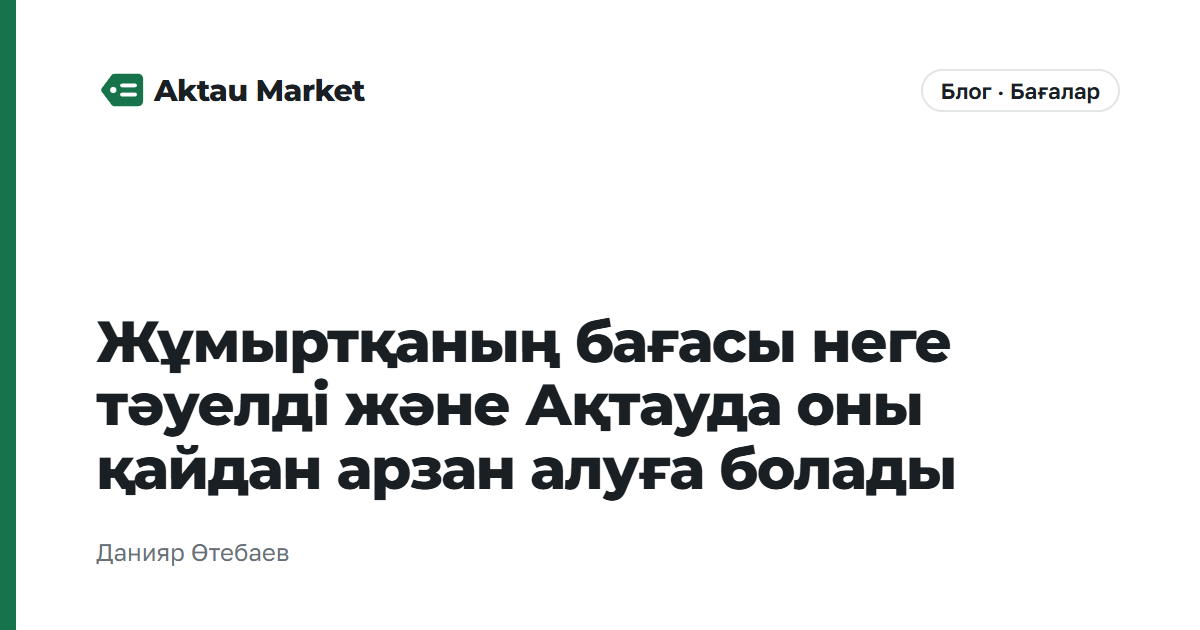 Aktau Market
Блог · Бағалар
Жұмыртқаның бағасы неге
тәуелді және Ақтауда оны
қайдан арзан алуға болады
Данияр Өтебаев